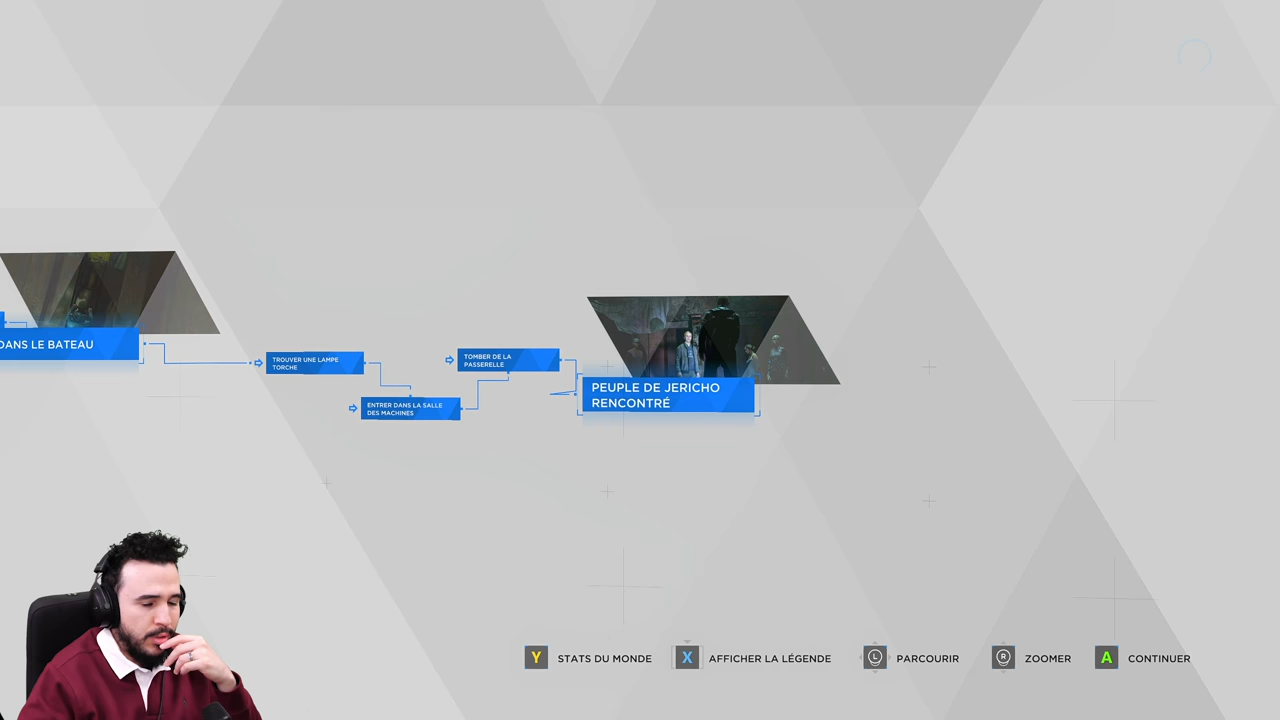 DANS LE BATEAU
TROUVER UNE LAMPE
TORCHE
ENTRER DANS LA SALLE
DES MACHINES
TOMBER DE LA
PASSERELLE
PEUPLE DE JERICHO
RENCONTRÉ
Y STATS DU MONDE
X AFFICHER LA LÉGENDE
L PARCOURIR
R ZOOMER
A CONTINUER